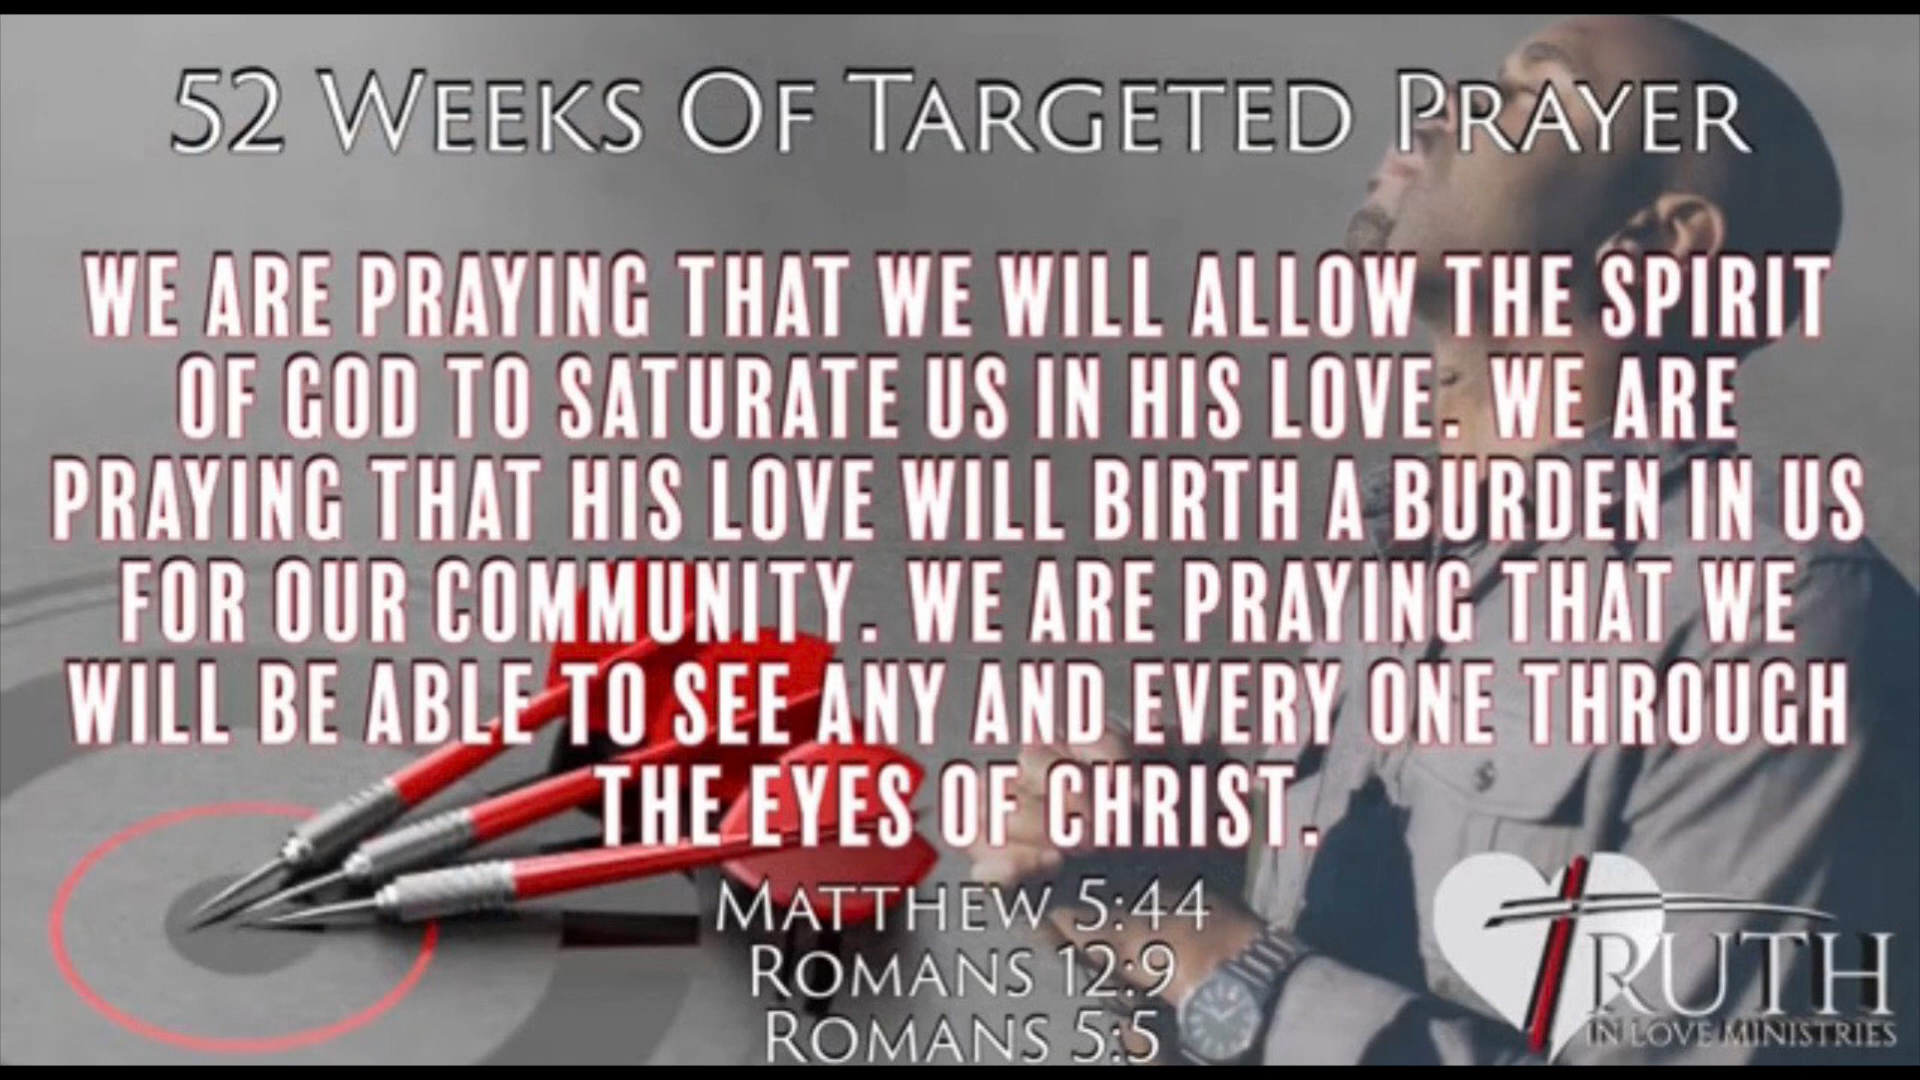 52 WEEKS OF TARGETED PRAYER
WE ARE PRAYING THAT WE WILL ALLOW THE SPIRIT
OF GOD TO SATURATE US IN HIS LOVE. WE ARE
PRAYING THAT HIS LOVE WILL BIRTH A BURDEN IN US
FOR OUR COMMUNITY. WE ARE PRAYING THAT WE
WILL BE ABLE TO SEE ANY AND EVERY ONE THROUGH
THE EYES OF CHRIST.
MATTHEW 5:44
ROMANS 12:9
ROMANS 5:5
TRUTH
IN LOVE MINISTRIES